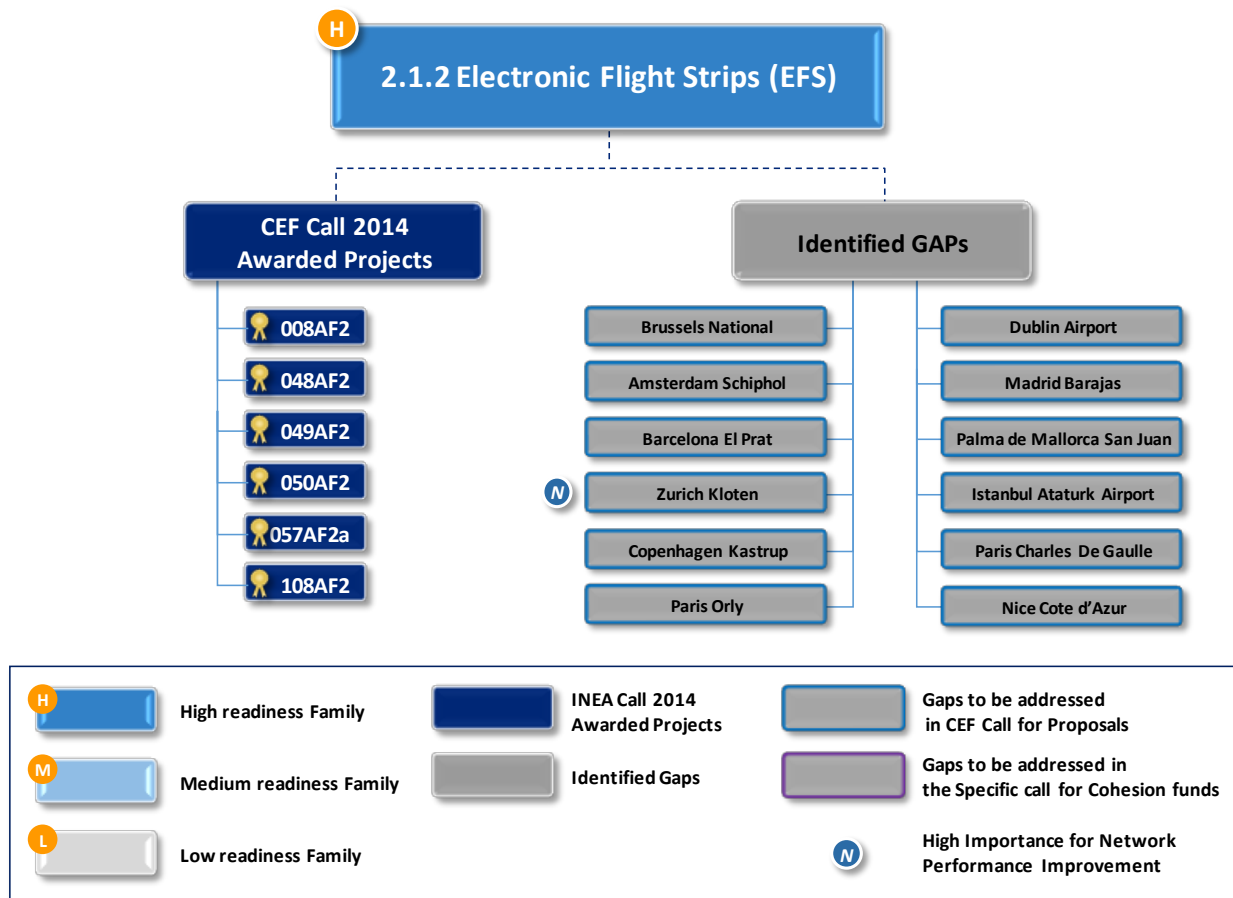 H
2.1.2 Electronic Flight Strips (EFS)
CEF Call 2014
Awarded Projects
008AF2
048AF2
049AF2
050AF2
057AF2a
108AF2
Identified GAPs
Brussels National
Amsterdam Schiphol
Barcelona El Prat
N
Zurich Kloten
Copenhagen Kastrup
Paris Orly
Dublin Airport
Madrid Barajas
Palma de Mallorca San Juan
Istanbul Ataturk Airport
Paris Charles De Gaulle
Nice Cote d’Azur
H
High readiness Family
M
Medium readiness Family
L
Low readiness Family
INEA Call 2014
Awarded Projects
Identified Gaps
Gaps to be addressed
in CEF Call for Proposals
Gaps to be addressed in
the Specific call for Cohesion funds
N
High Importance for Network
Performance Improvement